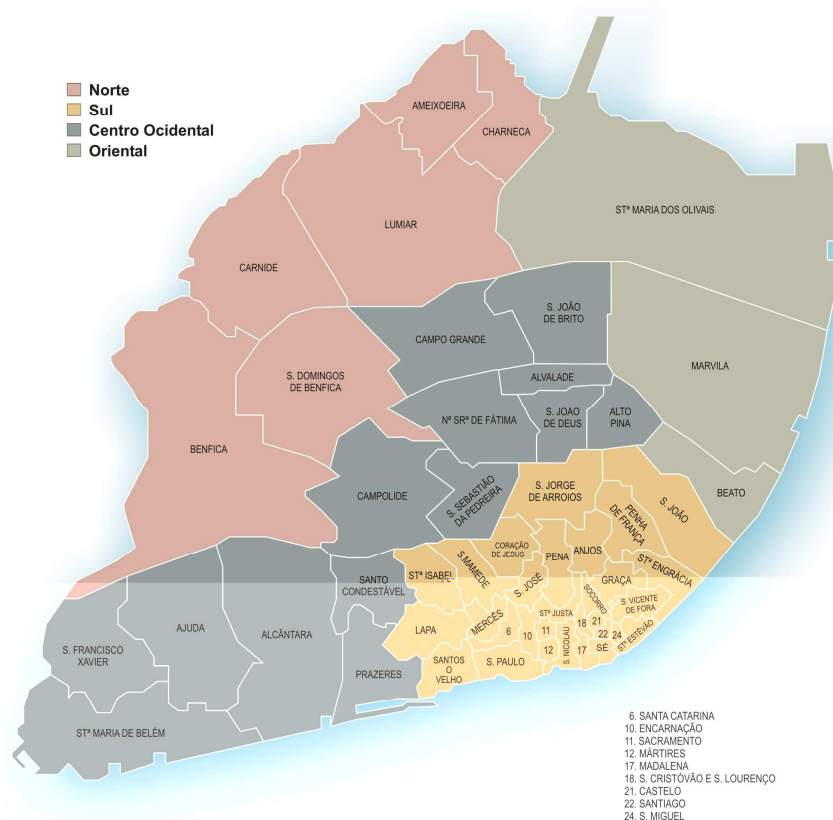 Norte
Sul
Centro Ocidental
Oriental
AMEIXOEIRA
CHARNECA
LUMIAR
STª MARIA DOS OLIVAIS
CARNIDE
S. JOÃO
DE BRITO
CAMPO GRANDE
MARVILA
S. DOMINGOS
DE BENFICA
ALVALADE
Nª SRª DE FÀTIMA
S. JOAO
DE DEUS
ALTO
PINA
BENFICA
CAMPOLIDE
S. SEBASTIÃO
DA PEDREIRA
S. JORGE
DE ARROIOS
S. JOÃO
BEATO
PENHA
DE FRANÇA
CORAÇÃO
DE JESUS
PENA
ANJOS
STª ENGRÁCIA
STª ISABEL
S.MAMEDE
S. JOSÉ
GRAÇA
SANTO
CONDESTÁVEL
SOCORRO
S. VICENTE
DE FORA
STª JUSTA
MERCÊS
6
10
11
12
S. NICOLAU
18
21
22
24
17
SÉ
STº ESTÊVÃO
LAPA
SANTOS
O
VELHO
S. PAULO
AJUDA
ALCÂNTARA
S. FRANCISCO
XAVIER
PRAZERES
STª MARIA DE BELÉM
6. SANTA CATARINA
10. ENCARNAÇÃO
11. SACRAMENTO
12. MÁRTIRES
17. MADALENA
18. S. CRISTÓVÃO E S. LOURENÇO
21. CASTELO
22. SANTIAGO
24. S. MIGUEL